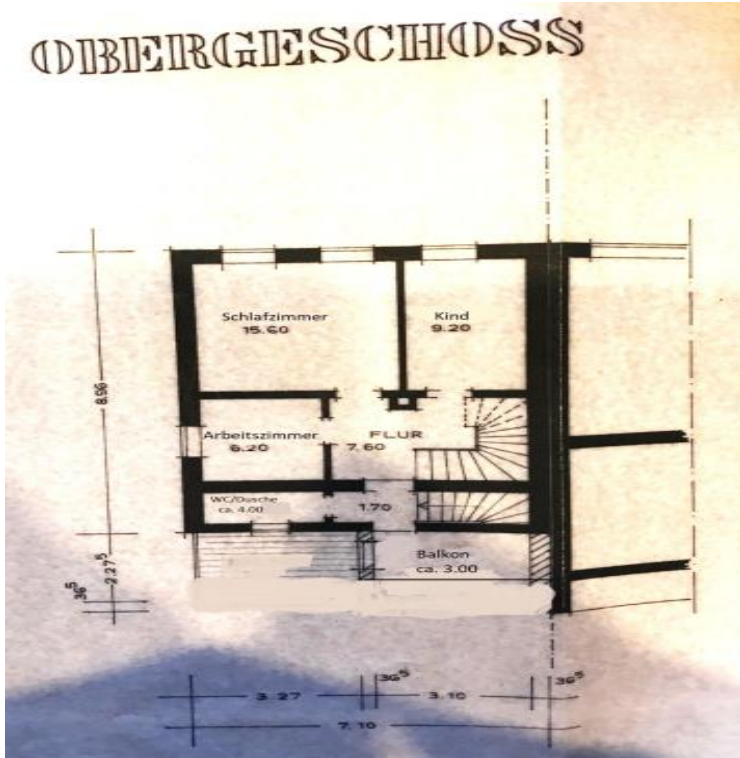 OBERGESCHOSS
Schlafzimmer
15.60
Kind
9.20
Arbeitszimmer
6.20
FLUR
7.60
WC/Dusche
ca. 4.00
1.70
Balkon
ca. 3.00
8.96
2.27⁵
36⁵
36⁵
36⁵
3.27
3.10
7.10